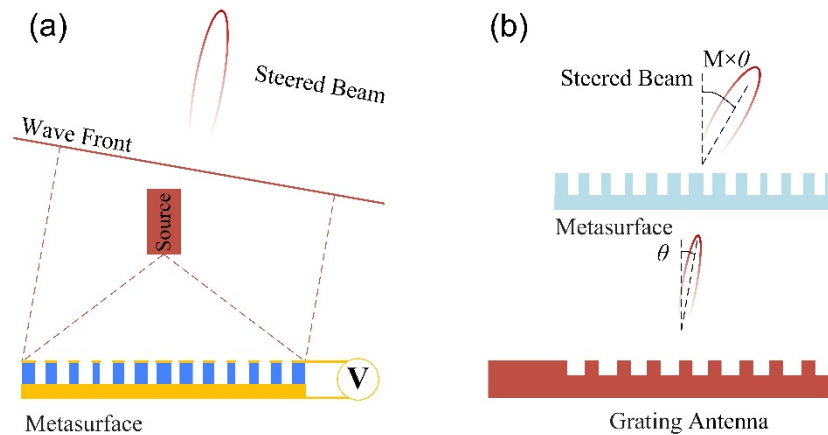 (a)
Steered Beam
Wave Front
Source
V
Metasurface
(b)
M×θ
Steered Beam
Metasurface
θ
Grating Antenna